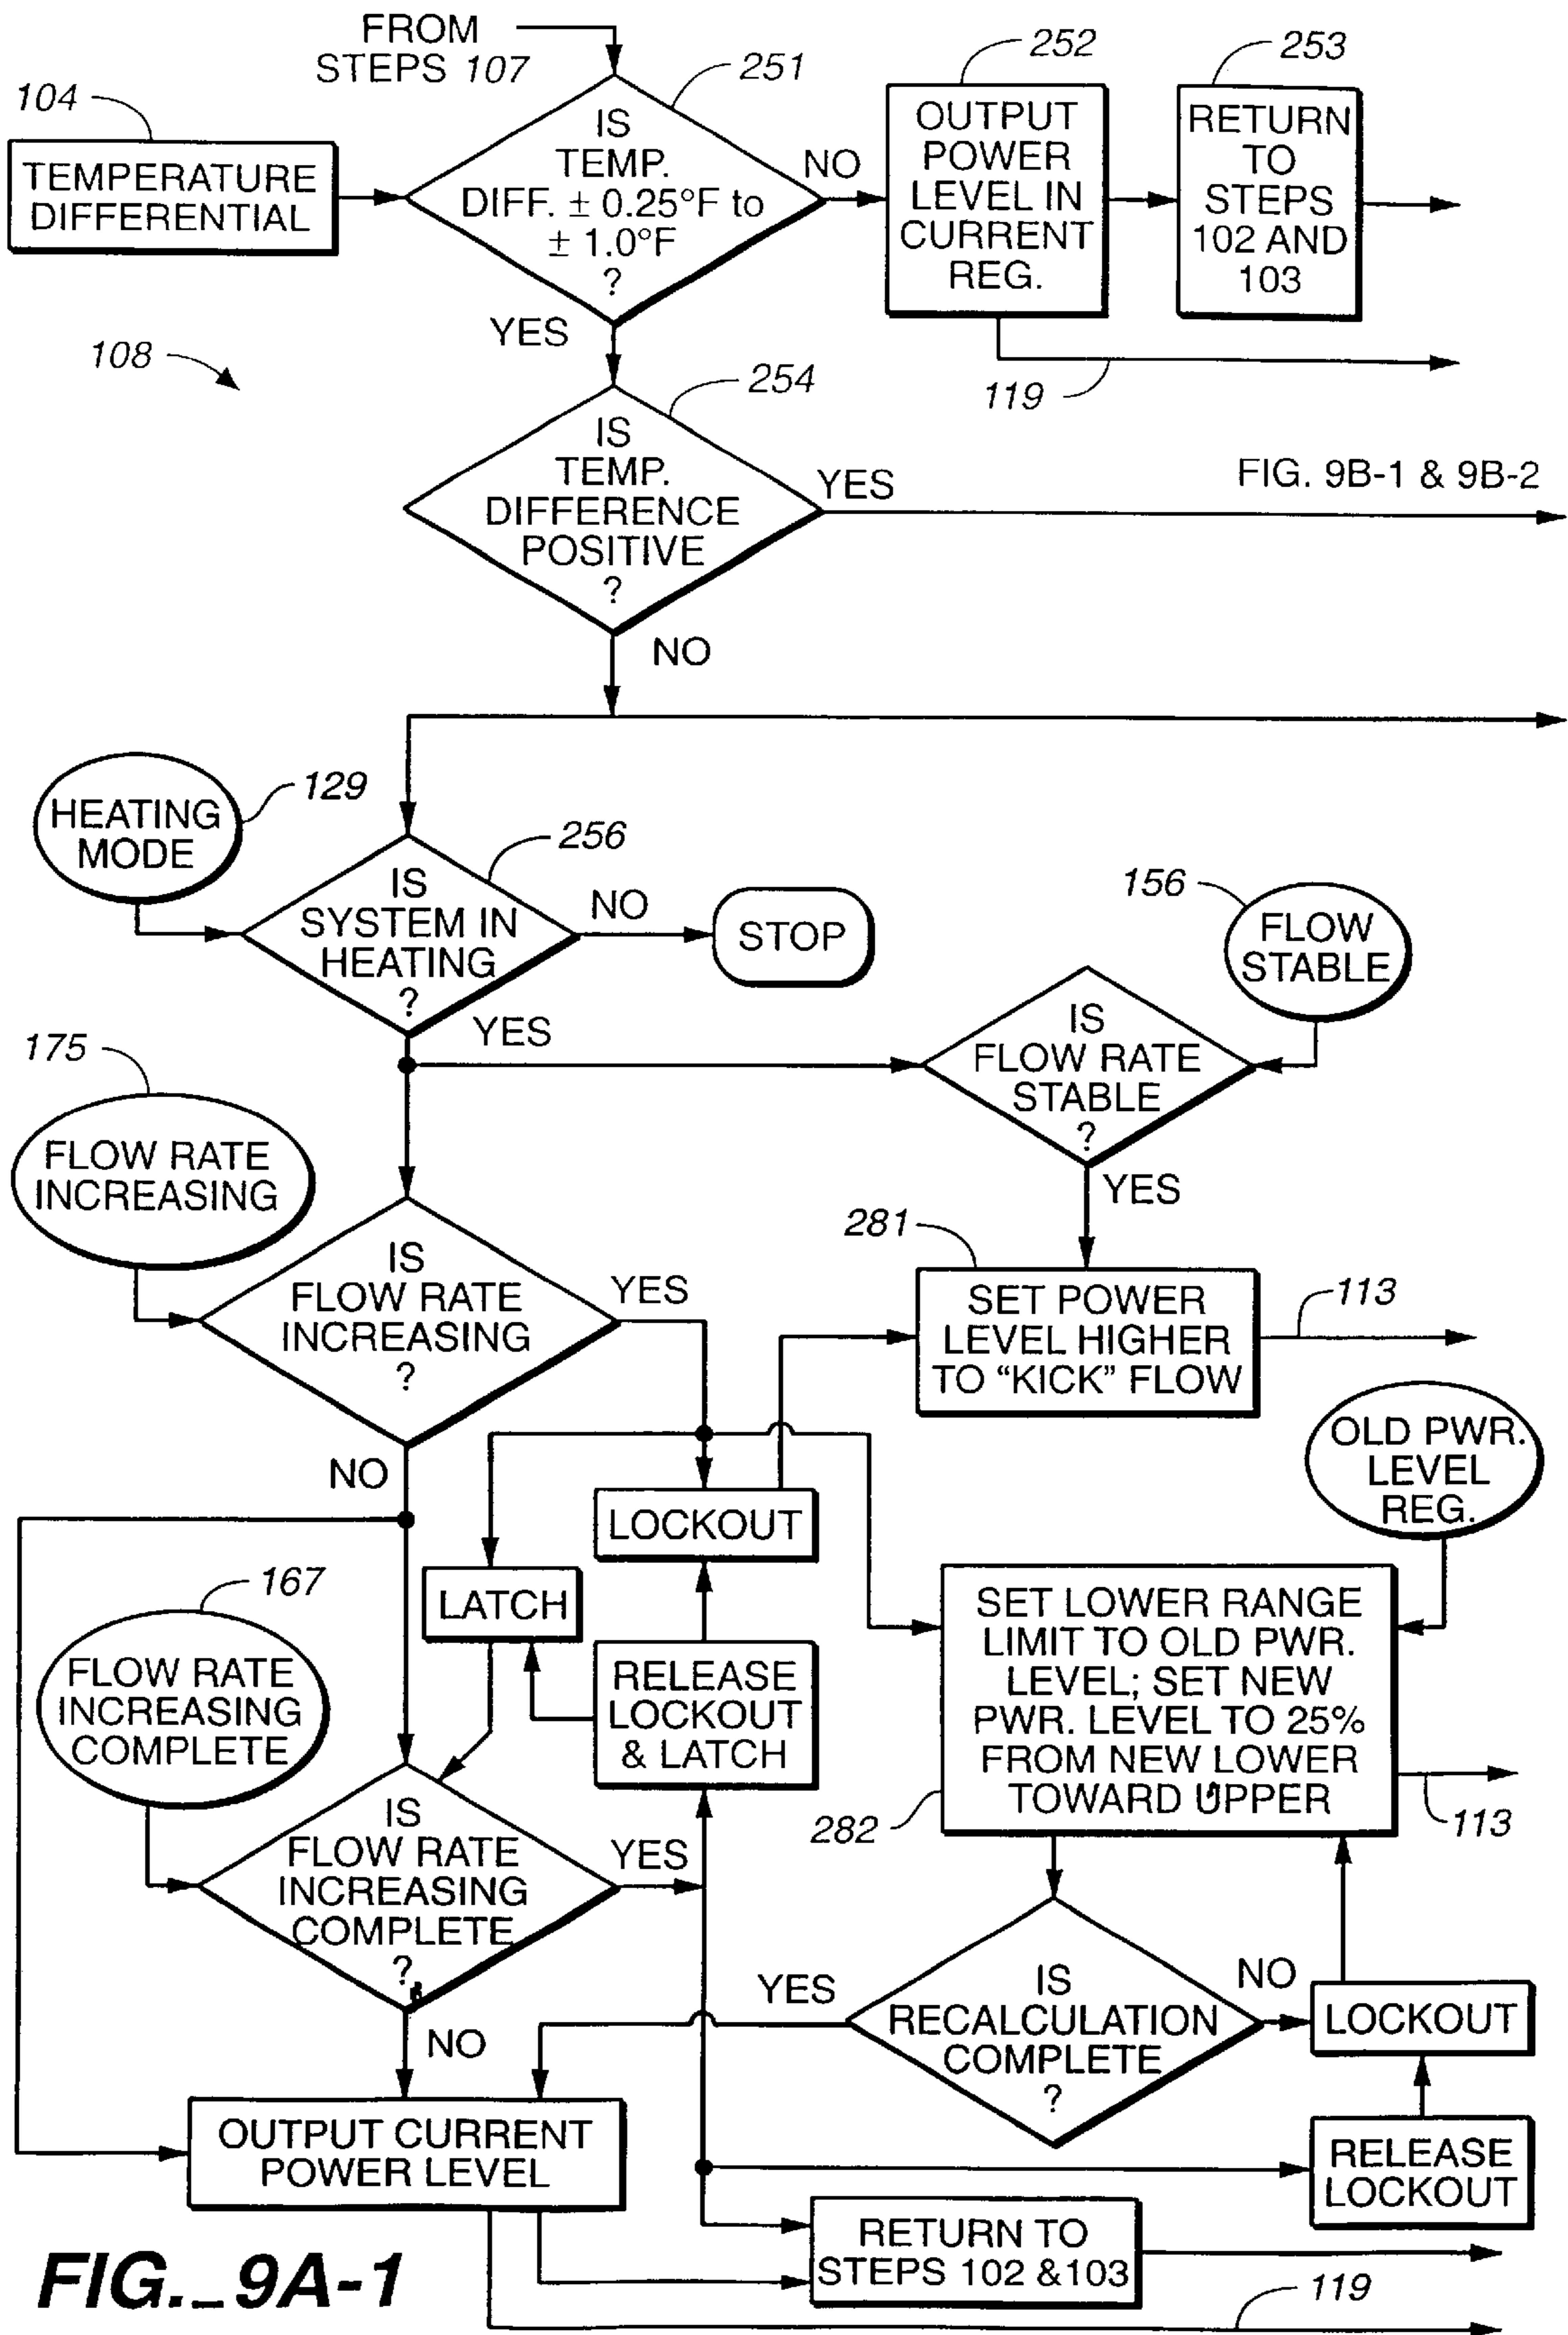 FROM
STEPS 107
251
252
253
104
TEMPERATURE
DIFFERENTIAL
IS
TEMP.
DIFF. ± 0.25°F to
± 1.0°F
?
NO
OUTPUT
POWER
LEVEL IN
CURRENT
REG.
RETURN
TO
STEPS
102 AND
103
YES
108
119
254
IS
TEMP.
DIFFERENCE
POSITIVE
?
YES
FIG. 9B-1 & 9B-2
NO
HEATING
MODE
129
256
IS
SYSTEM IN
HEATING
?
NO
STOP
YES
156
FLOW
STABLE
IS
FLOW RATE
STABLE
?
YES
175
FLOW RATE
INCREASING
IS
FLOW RATE
INCREASING
?
YES
NO
281
SET POWER
LEVEL HIGHER
TO “KICK” FLOW
113
OLD PWR.
LEVEL
REG.
LOCKOUT
LATCH
167
FLOW RATE
INCREASING
COMPLETE
RELEASE
LOCKOUT
& LATCH
SET LOWER RANGE
LIMIT TO OLD PWR.
LEVEL; SET NEW
PWR. LEVEL TO 25%
FROM NEW LOWER
TOWARD UPPER
282
113
IS
FLOW RATE
INCREASING
COMPLETE
?
YES
NO
YES
IS
RECALCULATION
COMPLETE
?
NO
LOCKOUT
RELEASE
LOCKOUT
OUTPUT CURRENT
POWER LEVEL
RETURN TO
STEPS 102 &103
119
FIG._9A-1